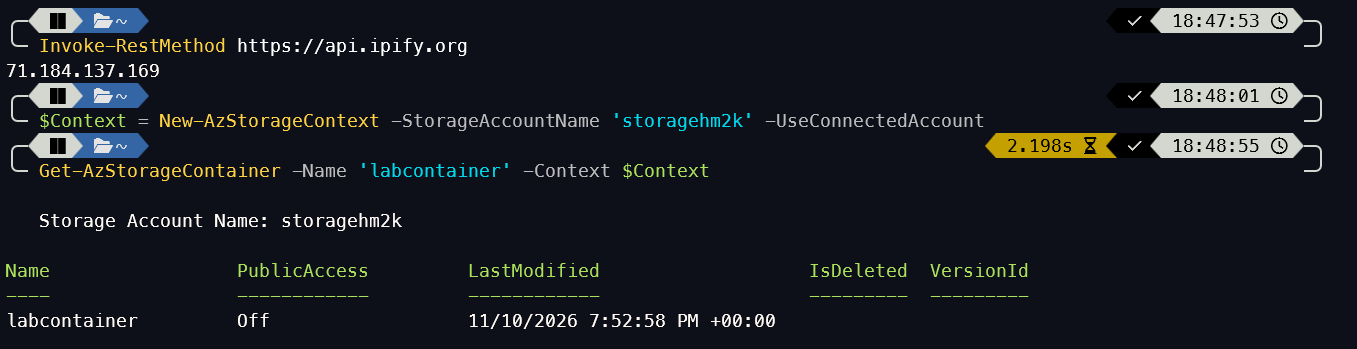 ~ 18:47:53
Invoke-RestMethod https://api.ipify.org
71.184.137.169
~ 18:48:01
$Context = New-AzStorageContext -StorageAccountName 'storagehm2k' -UseConnectedAccount
~ 2.198s 18:48:55
Get-AzStorageContainer -Name 'labcontainer' -Context $Context
Storage Account Name: storagehm2k
Name PublicAccess LastModified IsDeleted VersionId
---- ------------ ------------ --------- ---------
labcontainer Off 11/10/2026 7:52:58 PM +00:00